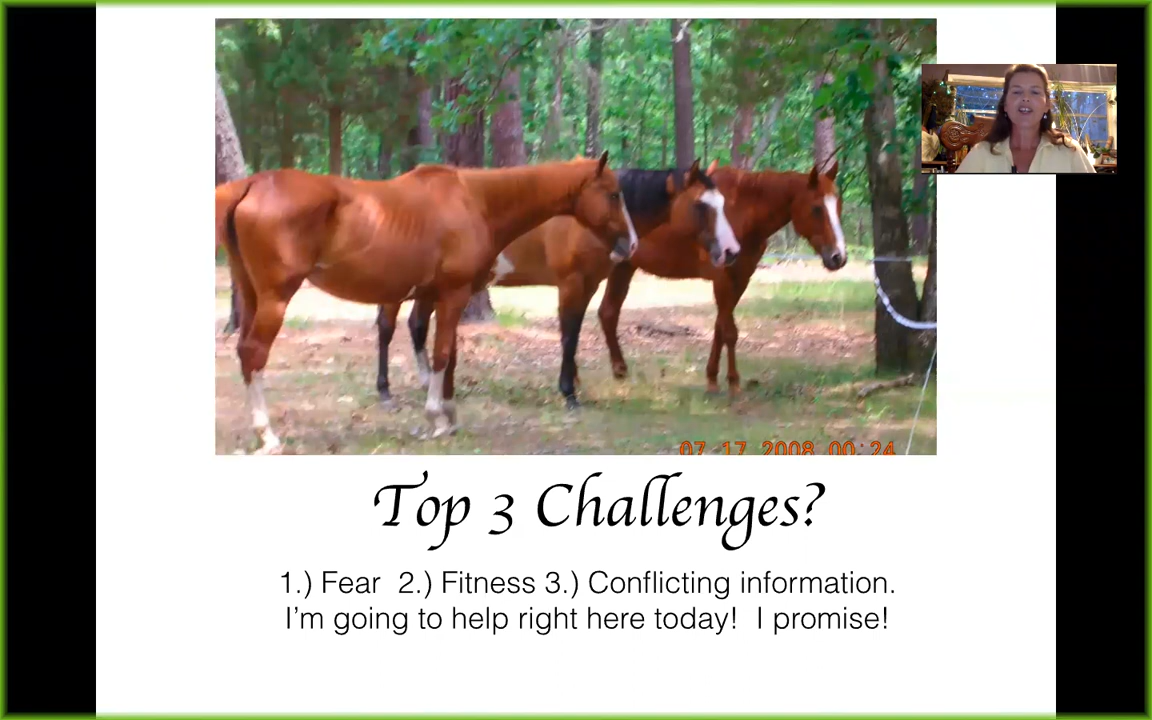 07 17 2008 00:24
Top 3 Challenges?
1.) Fear 2.) Fitness 3.) Conflicting information.
I'm going to help right here today! I promise!